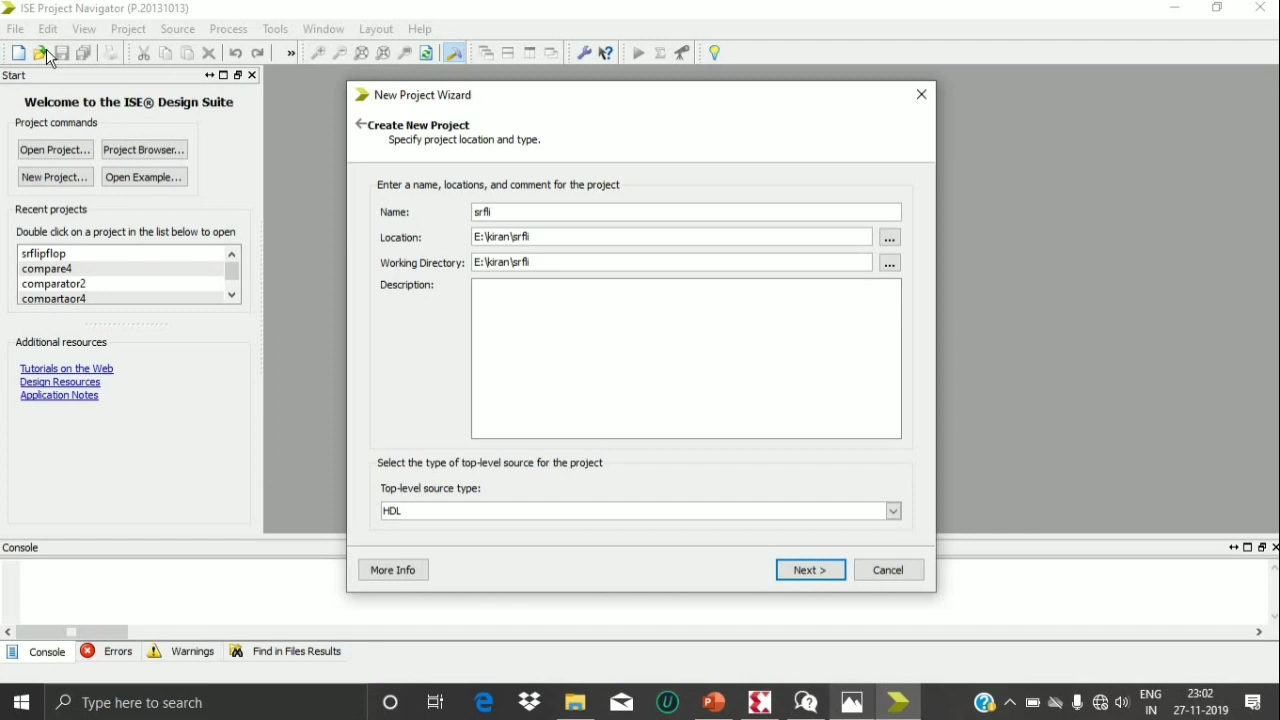 ISE Project Navigator (P.20131013)
File Edit View Project Source Process Tools Window Layout Help
»
Start
Welcome to the ISE® Design Suite
Project commands
Open Project... Project Browser...
New Project... Open Example...
Recent projects
Double click on a project in the list below to open
srflipflop
compare4
comparator2
compartaor4
Additional resources
Tutorials on the Web
Design Resources
Application Notes
New Project Wizard
Create New Project
Specify project location and type.
Enter a name, locations, and comment for the project
Name: srfli
Location: E:\kiran\srfli ...
Working Directory: E:\kiran\srfli ...
Description:
Select the type of top-level source for the project
Top-level source type:
HDL
More Info Next > Cancel
Console
Console Errors Warnings Find in Files Results
Type here to search
ENG
IN
23:02
27-11-2019